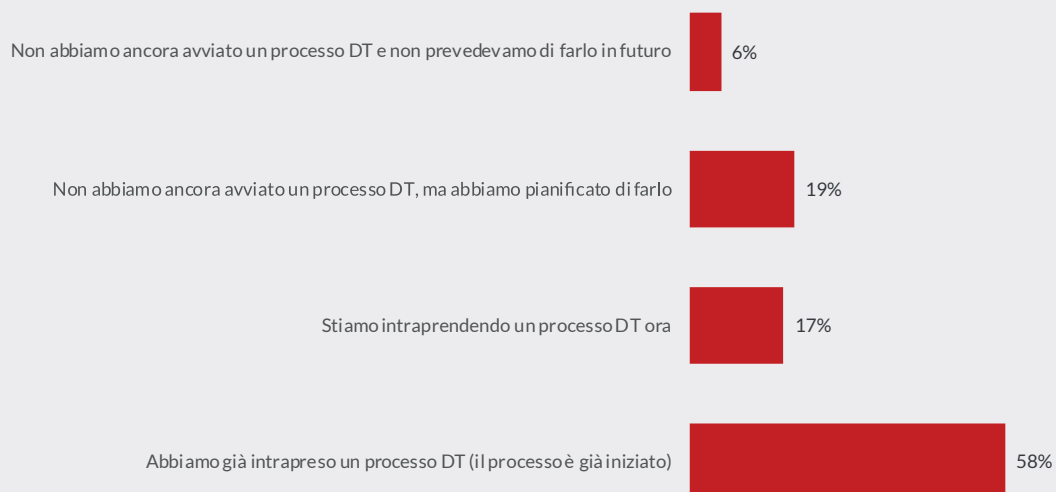 Non abbiamo ancora avviato un processo DT e non prevedevamo di farlo in futuro
6%
Non abbiamo ancora avviato un processo DT, ma abbiamo pianificato di farlo
19%
Stiamo intraprendendo un processo DT ora
17%
Abbiamo già intrapreso un processo DT (il processo è già iniziato)
58%